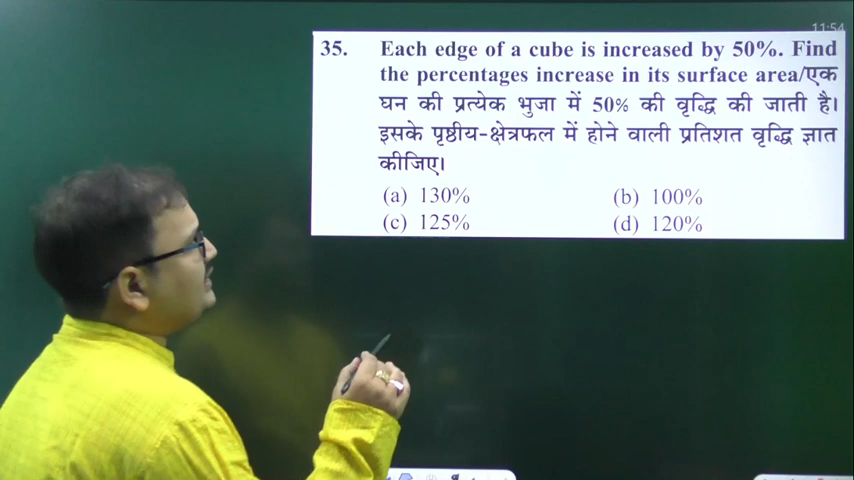 11:54
35. Each edge of a cube is increased by 50%. Find
the percentages increase in its surface area/एक
घन की प्रत्येक भुजा में 50% की वृद्धि की जाती है।
इसके पृष्ठीय-क्षेत्रफल में होने वाली प्रतिशत वृद्धि ज्ञात
कीजिए।
(a) 130% (b) 100%
(c) 125% (d) 120%